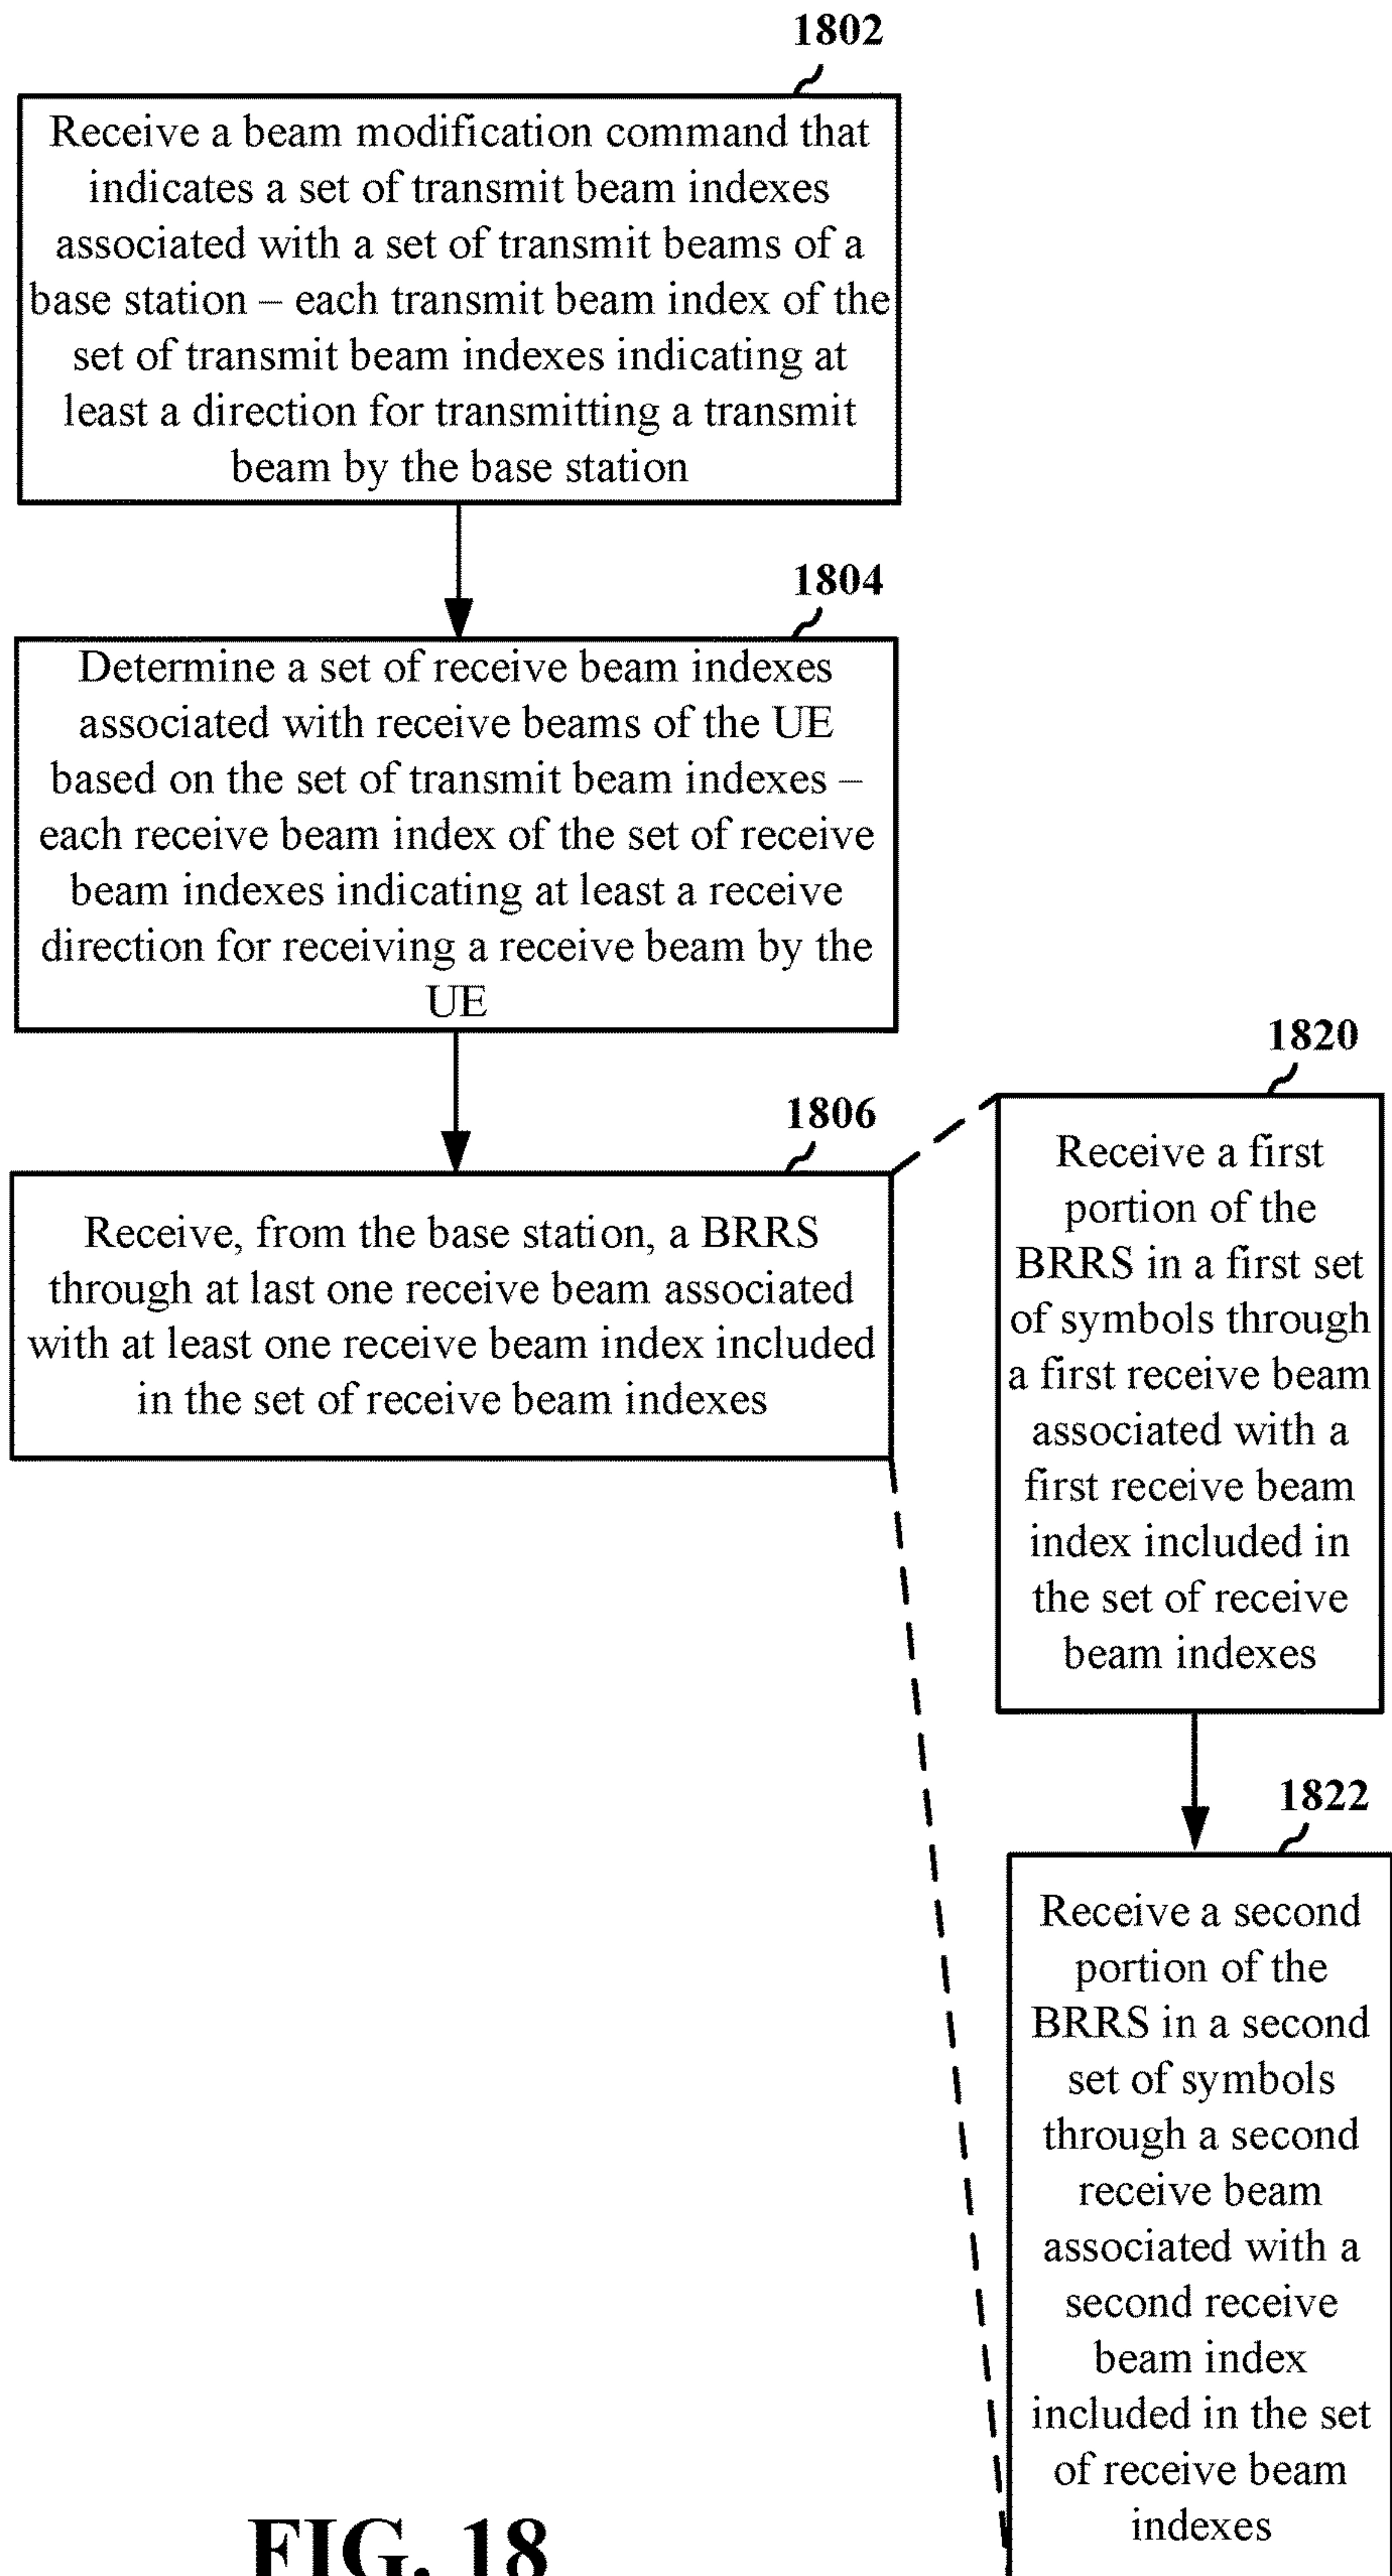 1802
Receive a beam modification command that
indicates a set of transmit beam indexes
associated with a set of transmit beams of a
base station – each transmit beam index of the
set of transmit beam indexes indicating at
least a direction for transmitting a transmit
beam by the base station
1804
Determine a set of receive beam indexes
associated with receive beams of the UE
based on the set of transmit beam indexes –
each receive beam index of the set of receive
beam indexes indicating at least a receive
direction for receiving a receive beam by the
UE
1806
Receive, from the base station, a BRRS
through at last one receive beam associated
with at least one receive beam index included
in the set of receive beam indexes
1820
Receive a first
portion of the
BRRS in a first set
of symbols through
a first receive beam
associated with a
first receive beam
index included in
the set of receive
beam indexes
1822
Receive a second
portion of the
BRRS in a second
set of symbols
through a second
receive beam
associated with a
second receive
beam index
included in the set
of receive beam
indexes
FIG. 18